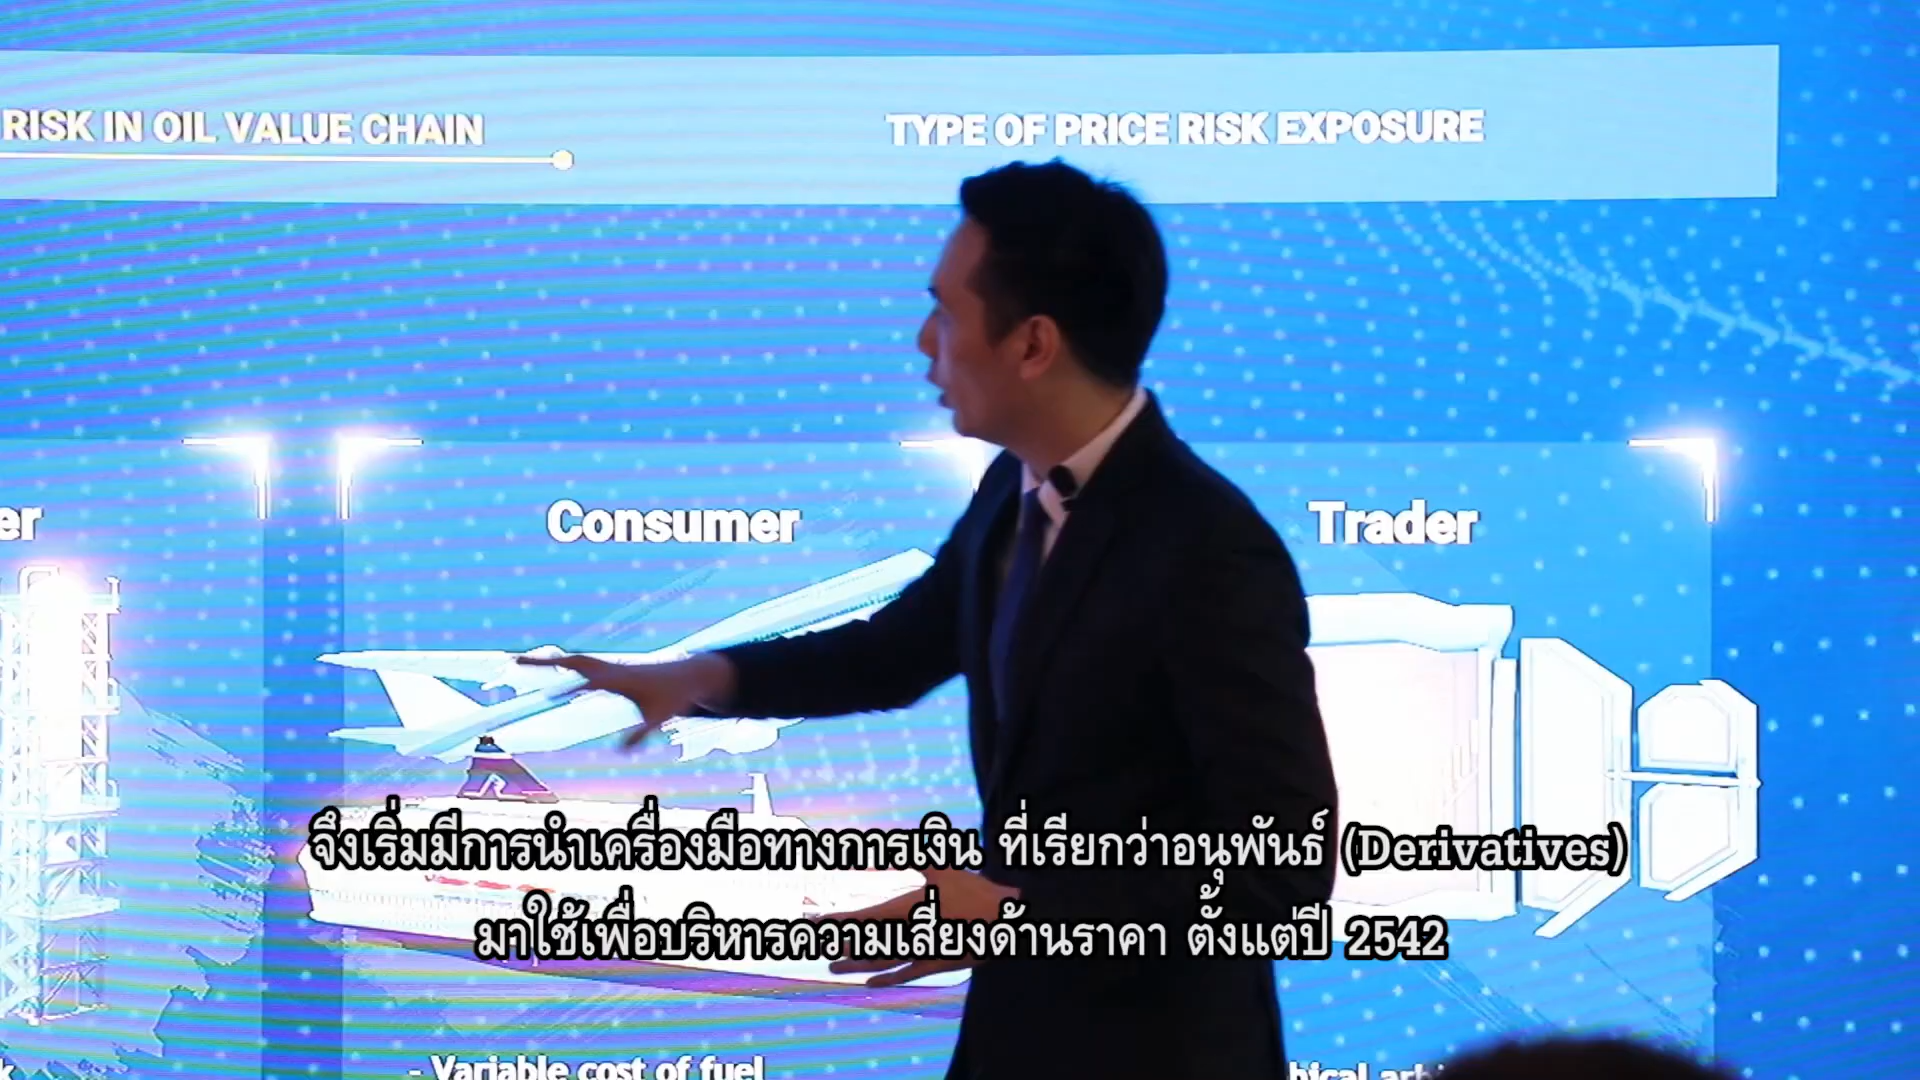 RISK IN OIL VALUE CHAIN
TYPE OF PRICE RISK EXPOSURE
Consumer
Trader
จึงเริ่มมีการนำเครื่องมือทางการเงิน ที่เรียกว่าอนุพันธ์ (Derivatives)
มาใช้เพื่อบริหารความเสี่ยงด้านราคา ตั้งแต่ปี 2542
- Variable cost of fuel